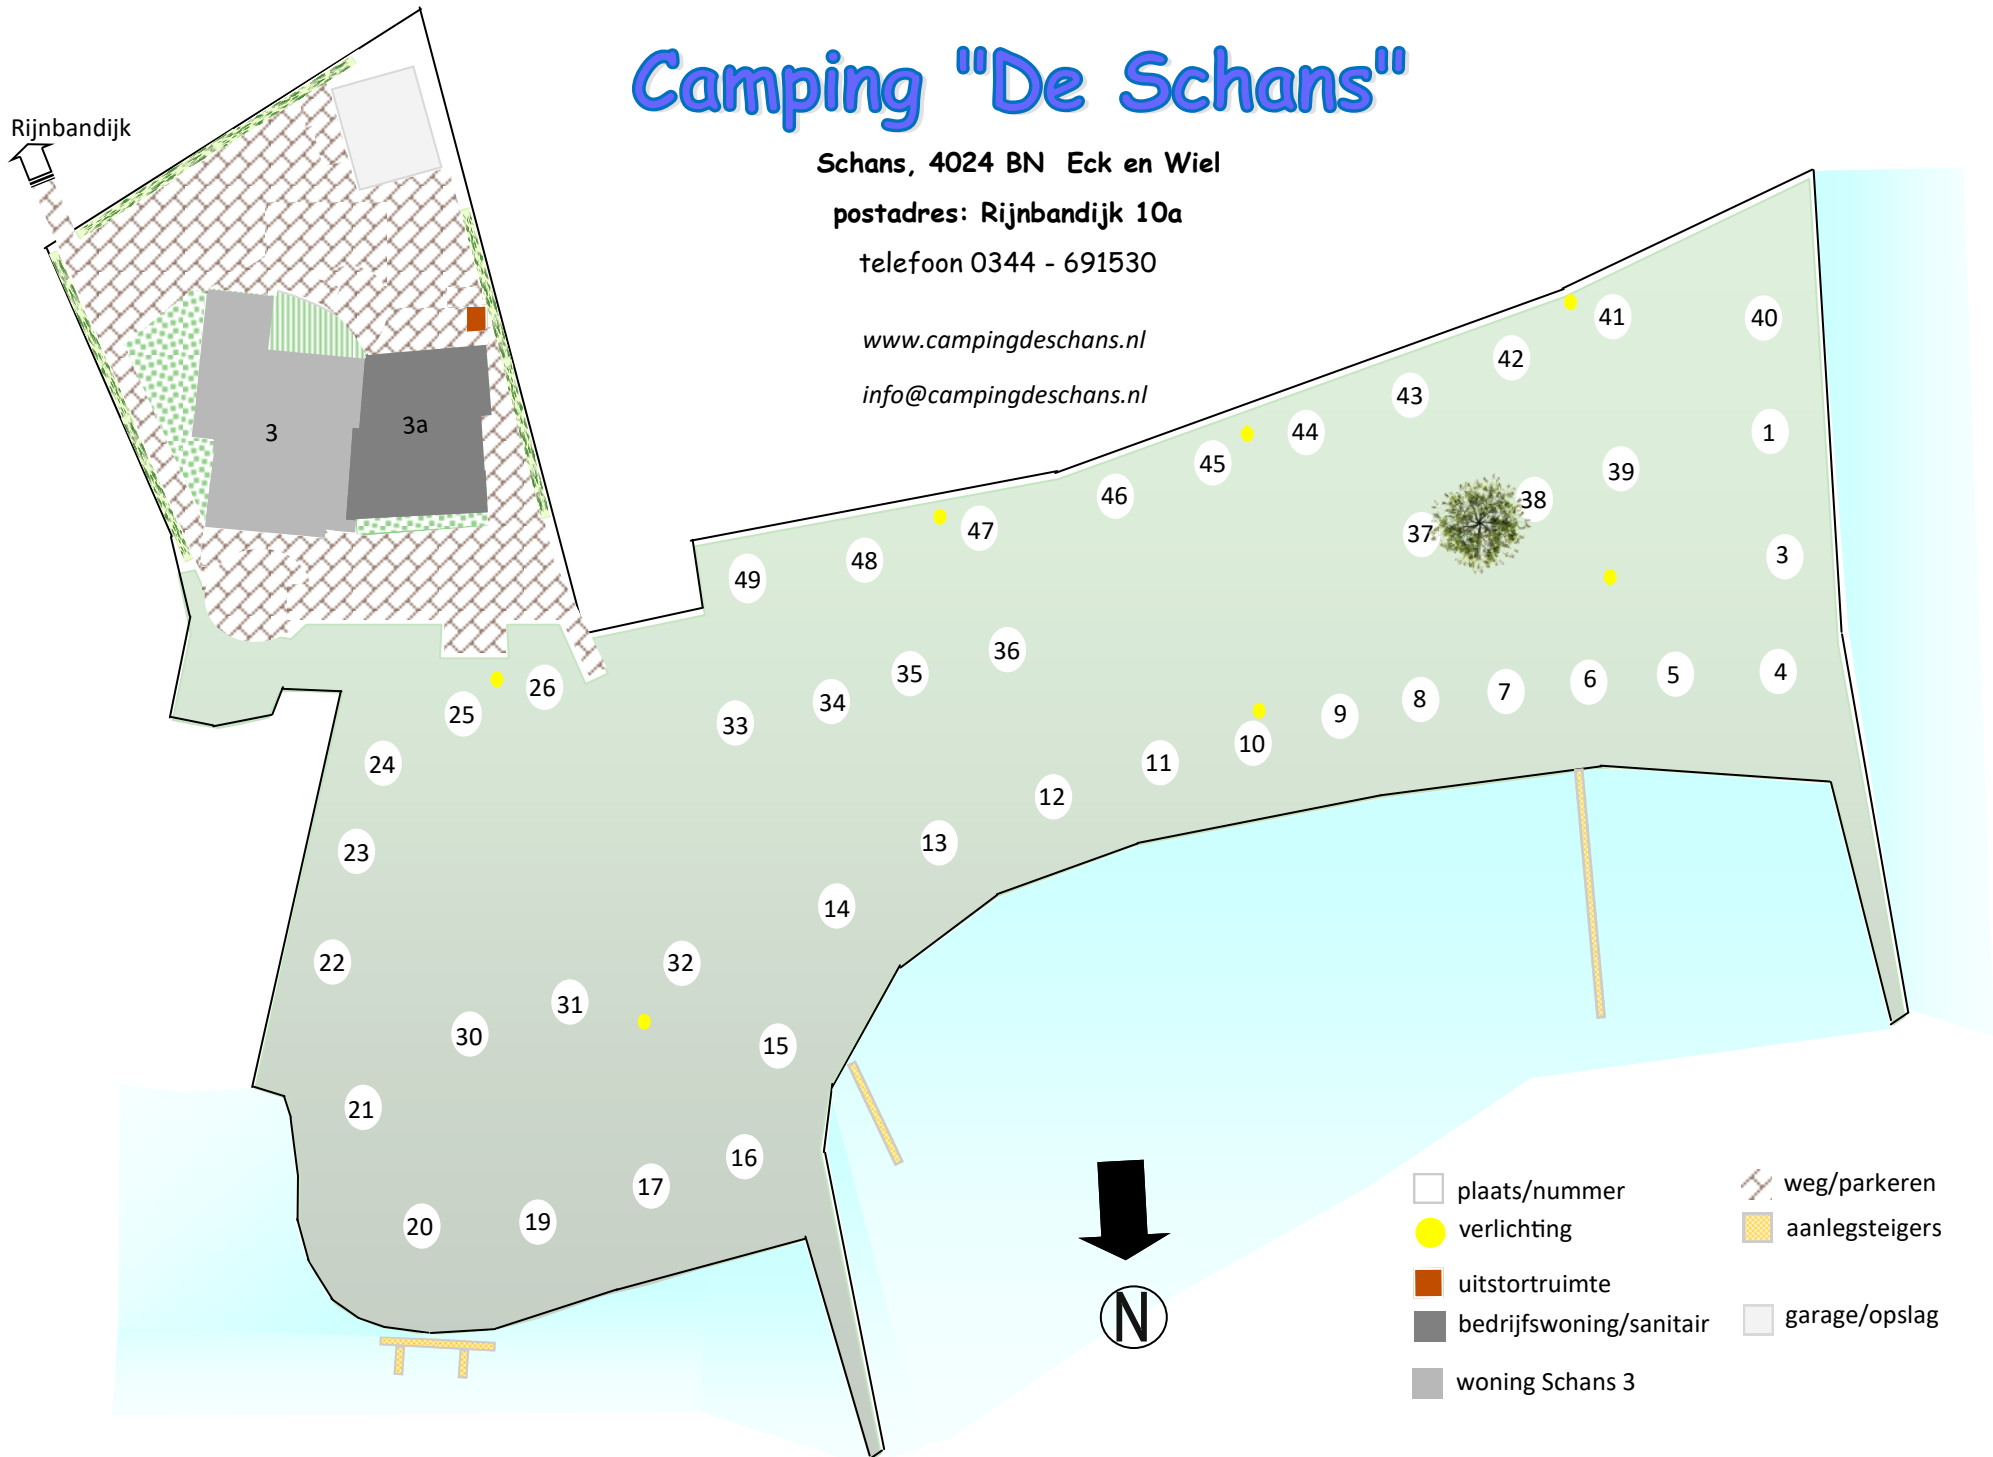 Camping "De Schans"
Schans, 4024 BN  Eck en Wiel
postadres: Rijnbandijk 10a
telefoon 0344 - 691530
www.campingdeschans.nl
info@campingdeschans.nl
Rijnbandijk
3
3a
41
40
42
43
44
1
45
39
46
38
47
37
3
48
49
36
4
35
5
6
26
7
34
8
25
9
33
10
24
11
12
13
23
14
22
32
31
30
15
21
16
17
19
20
N
plaats/nummer
verlichting
uitstortruimte
bedrijfswoning/sanitair
woning Schans 3
weg/parkeren
aanlegsteigers
garage/opslag